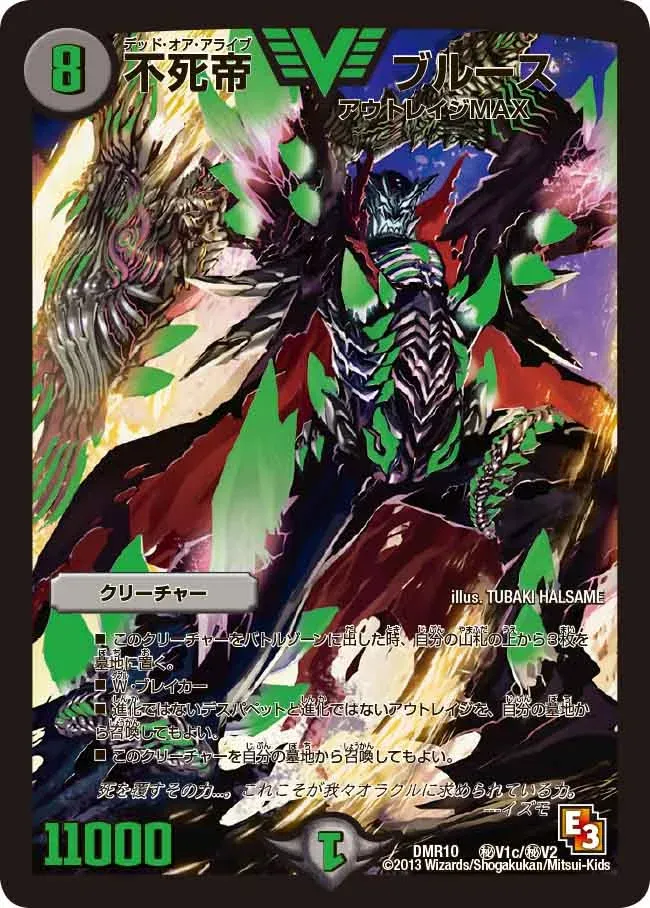 8
デッド・オア・アライブ
不死帝 ブルース
アウトレイジMAX
クリーチャー
illus. TUBAKI HALSAME
■ このクリーチャーをバトルゾーンに出した時、自分の山札の上から3枚を
墓地に置く。
■ W・ブレイカー
■ 進化ではないデスパペットと進化ではないアウトレイジを、自分の墓地か
ら召喚してもよい。
■ このクリーチャーを自分の墓地から召喚してもよい。
死を覆すその力…。これこそが我々オラクルに求められている力。
---イズモ
11000
1
E3
DMR10 ㊙V1c/㊙V2
©2013 Wizards/Shogakukan/Mitsui-Kids